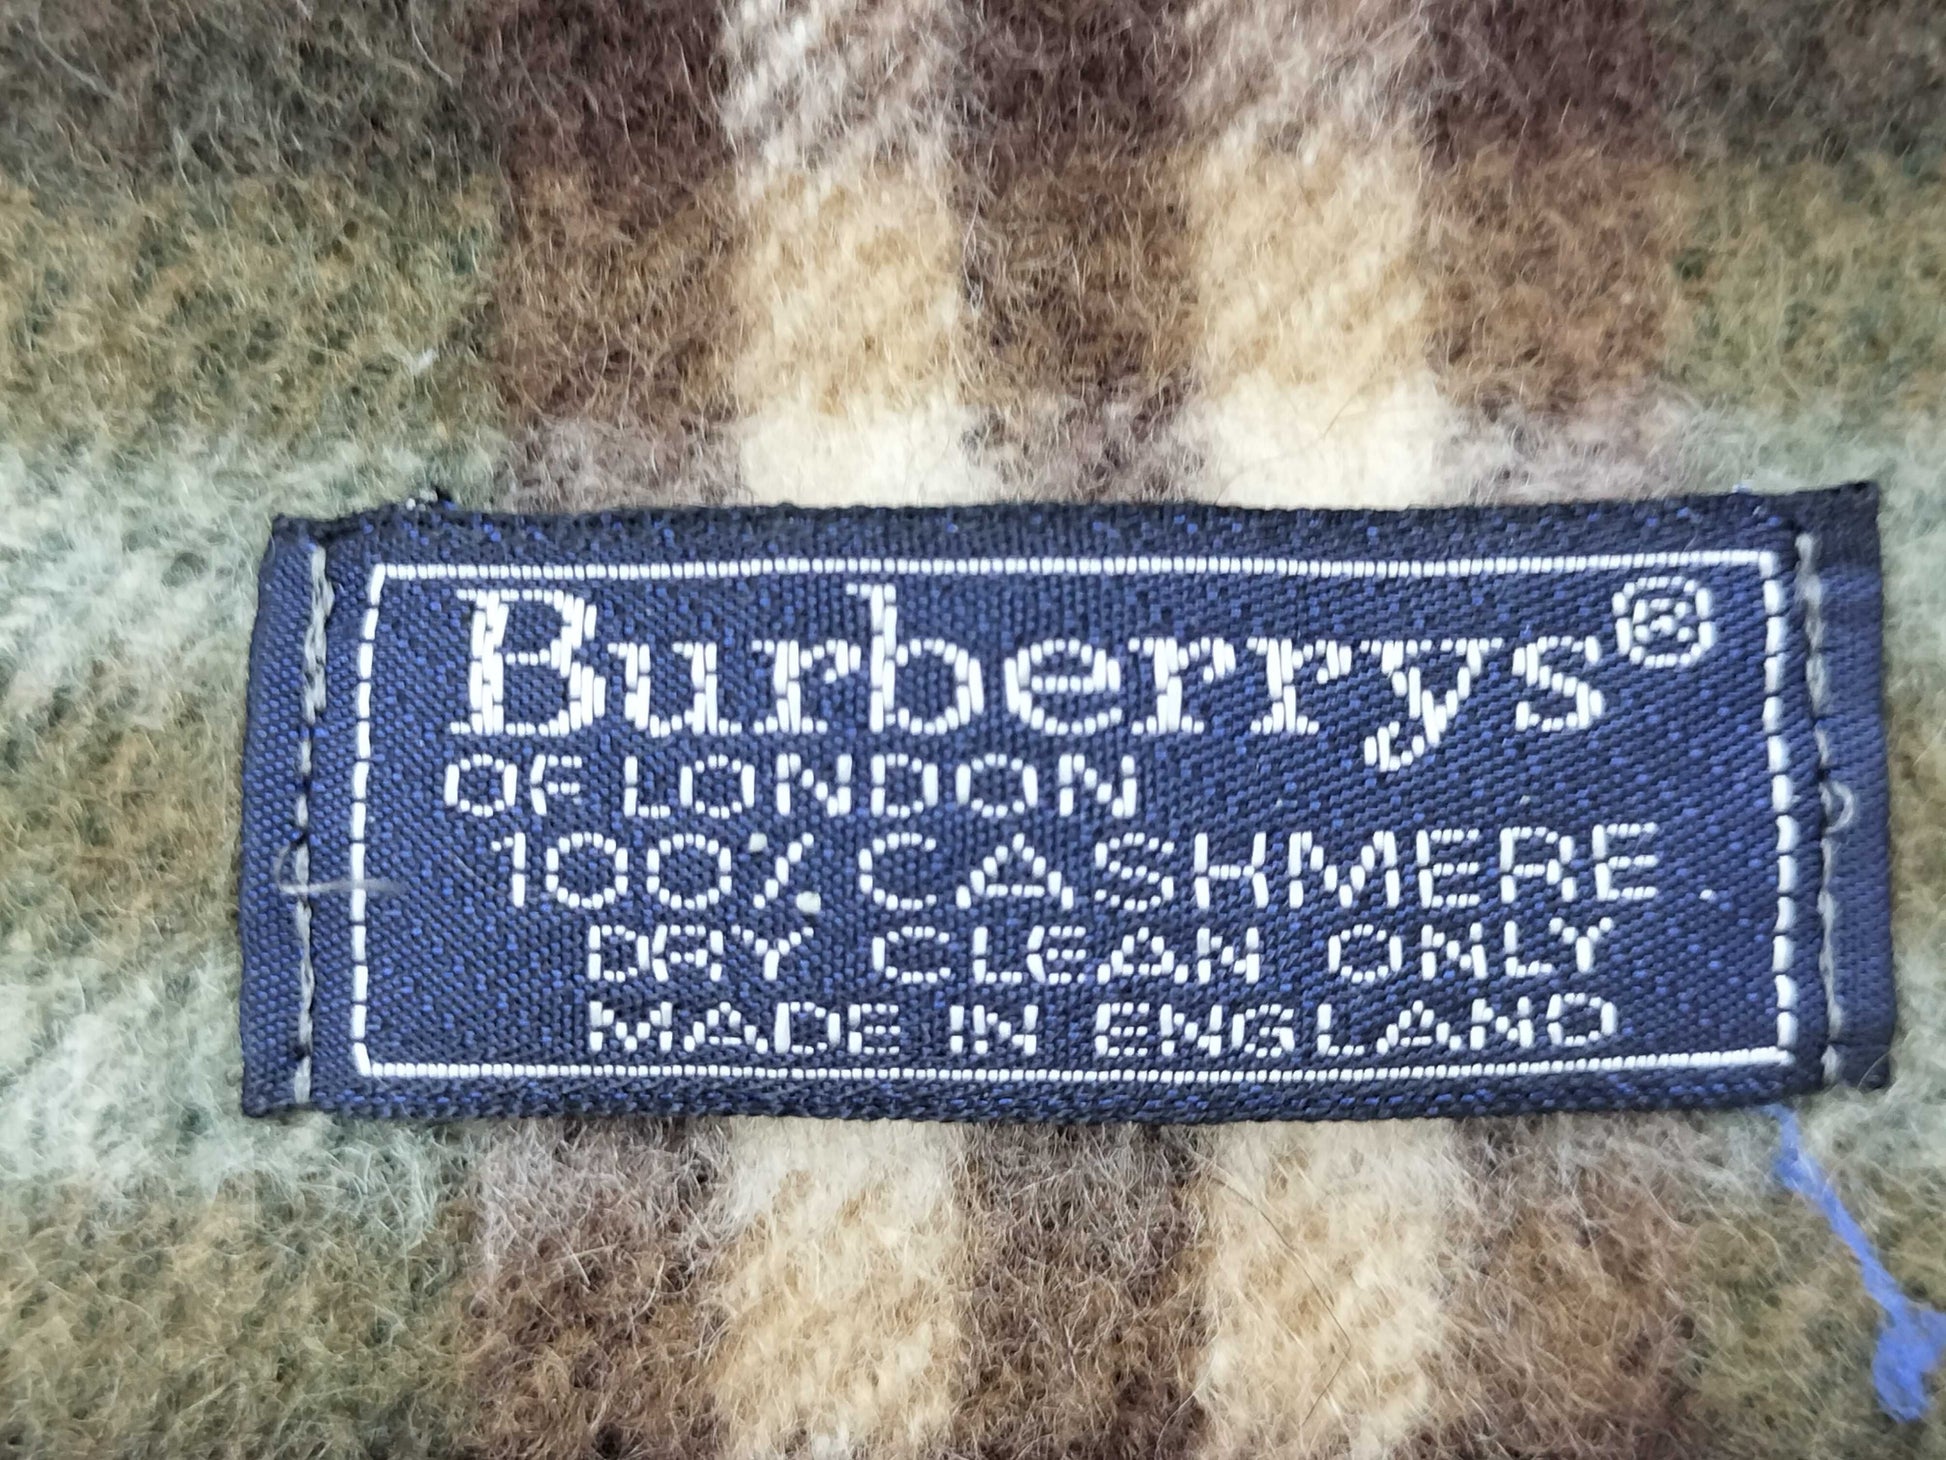 Burberrys®
OF LONDON
100% CASHMERE
DRY CLEAN ONLY
MADE IN ENGLAND